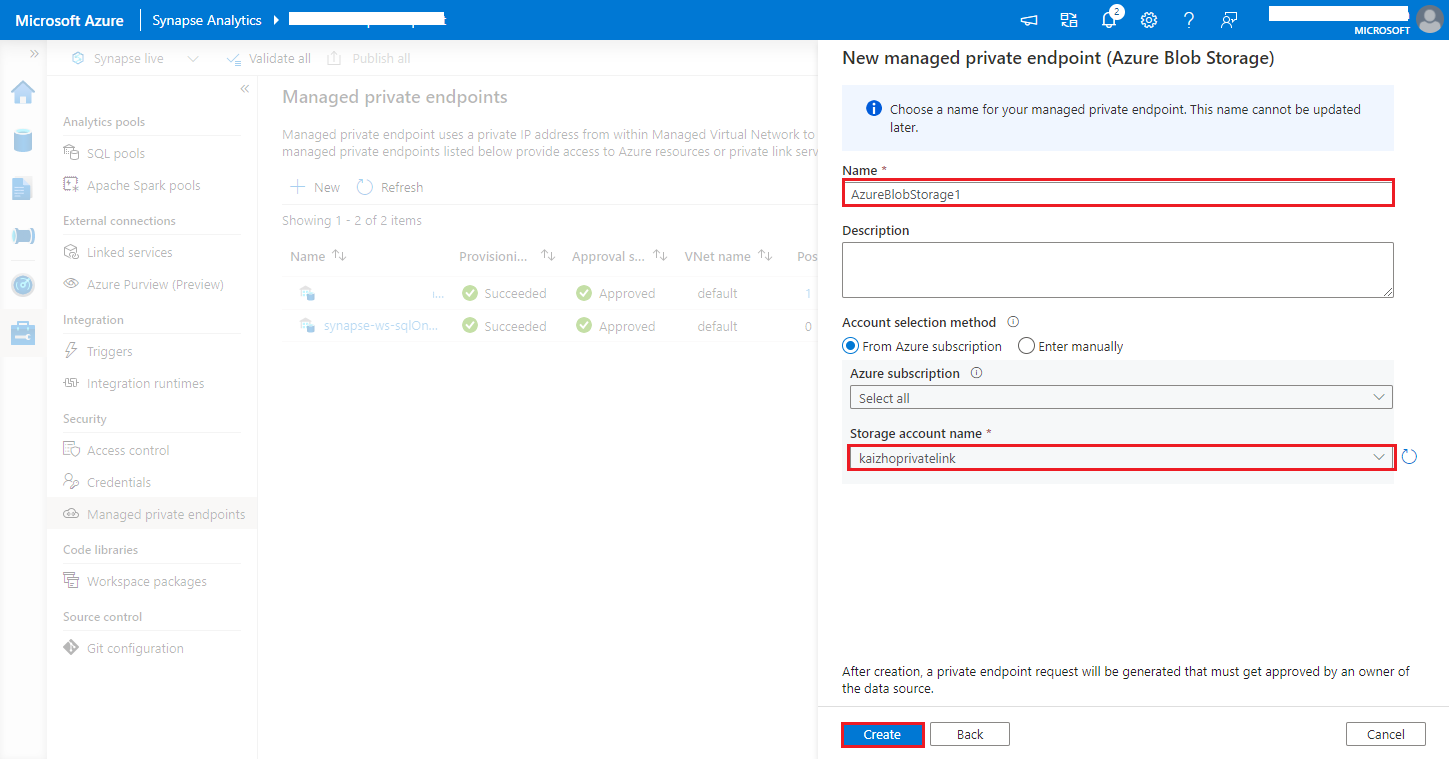 Microsoft Azure
Synapse Analytics
2
MICROSOFT
Synapse live
Validate all
Publish all
Analytics pools
SQL pools
Apache Spark pools
External connections
Linked services
Azure Purview (Preview)
Integration
Triggers
Integration runtimes
Security
Access control
Credentials
Managed private endpoints
Code libraries
Workspace packages
Source control
Git configuration
Managed private endpoints
Managed private endpoint uses a private IP address from within Managed Virtual Network to
managed private endpoints listed below provide access to Azure resources or private link serv
New Refresh
Showing 1 - 2 of 2 items
Name Provisioni... Approval s... VNet name Pos
... Succeeded Approved default 1
synapse-ws-sqlOn... Succeeded Approved default 0
New managed private endpoint (Azure Blob Storage)
Choose a name for your managed private endpoint. This name cannot be updated
later.
Name *
AzureBlobStorage1
Description
Account selection method
From Azure subscription Enter manually
Azure subscription
Select all
Storage account name *
kaizhoprivatelink
After creation, a private endpoint request will be generated that must get approved by an owner of
the data source.
Create Back Cancel